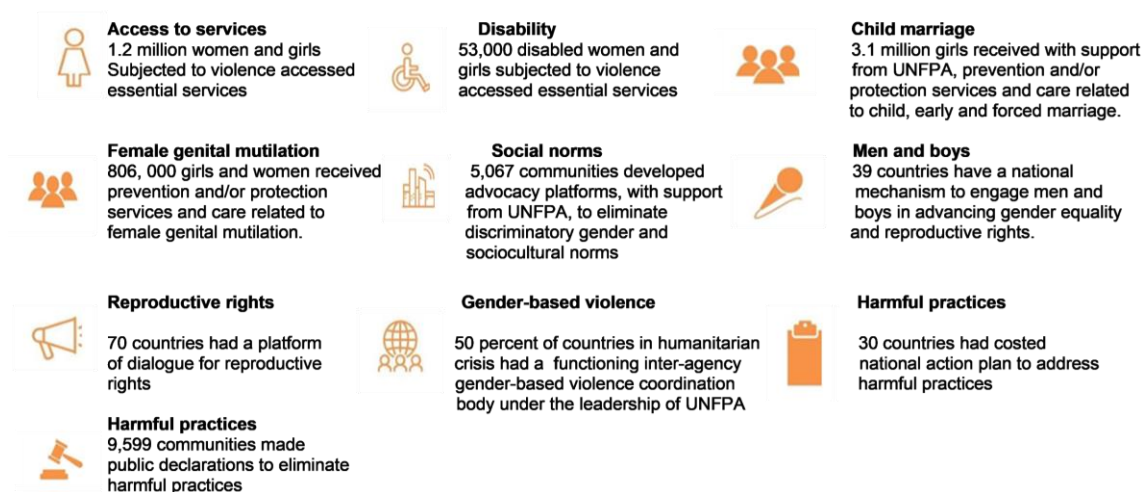 Access to services
1.2 million women and girls
Subjected to violence accessed
essential services
Disability
53,000 disabled women and
girls subjected to violence
accessed essential services
Child marriage
3.1 million girls received with support
from UNFPA, prevention and/or
protection services and care related
to child, early and forced marriage.
Female genital mutilation
806, 000 girls and women received
prevention and/or protection
services and care related to
female genital mutilation.
Social norms
5,067 communities developed
advocacy platforms, with support
from UNFPA, to eliminate
discriminatory gender and
sociocultural norms
Men and boys
39 countries have a national
mechanism to engage men and
boys in advancing gender equality
and reproductive rights.
Reproductive rights
70 countries had a platform
of dialogue for reproductive
rights
Gender-based violence
50 percent of countries in humanitarian
crisis had a functioning inter-agency
gender-based violence coordination
body under the leadership of UNFPA
Harmful practices
30 countries had costed
national action plan to address
harmful practices
Harmful practices
9,599 communities made
public declarations to eliminate
harmful practices